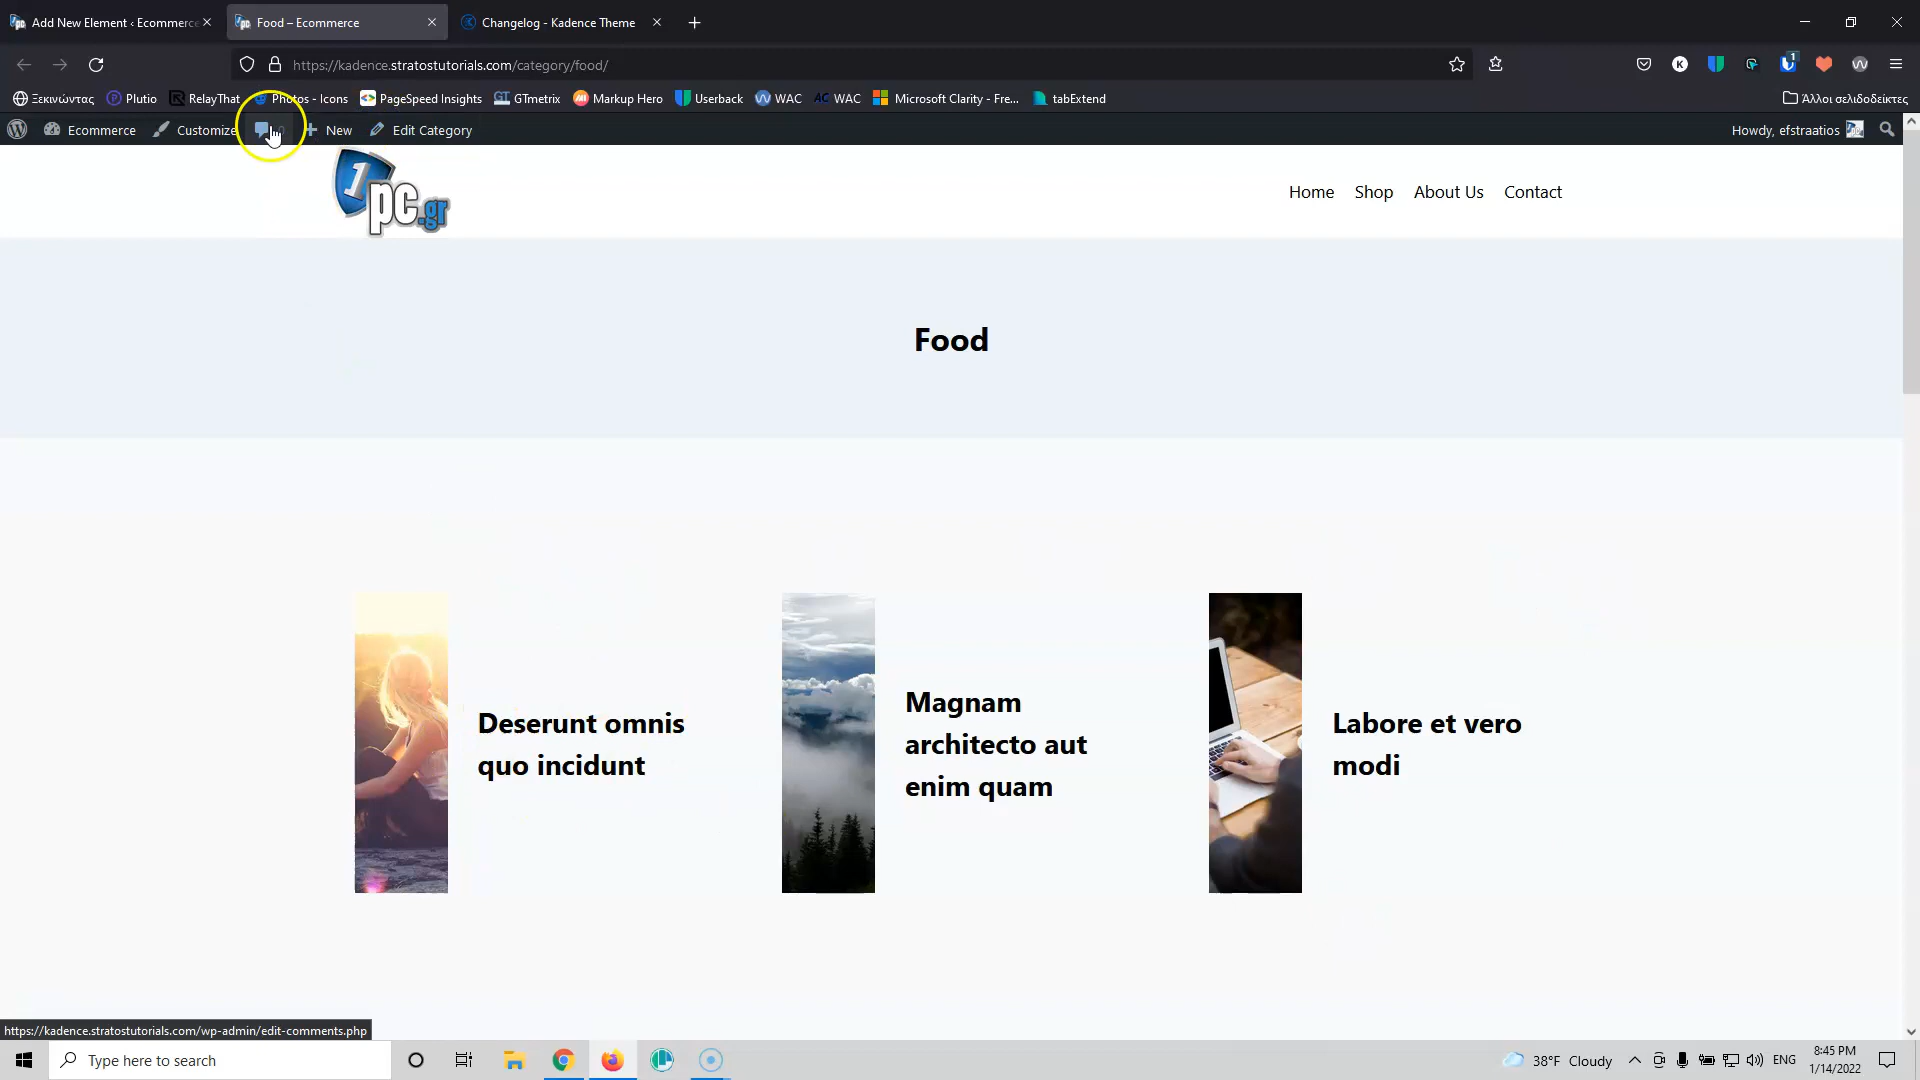 Add New Element ‹ Ecommerce
Food – Ecommerce
Changelog - Kadence Theme
https://kadence.stratostutorials.com/category/food/
1
Ξεκινώντας
Plutio
RelayThat
Photos - Icons
PageSpeed Insights
GTmetrix
Markup Hero
Userback
WAC
WAC
Microsoft Clarity - Fre...
tabExtend
Άλλοι σελιδοδείκτες
Ecommerce
Customize
New
Edit Category
Howdy, efstraatios
1pc.gr
Home
Shop
About Us
Contact
Food
Deserunt omnis
quo incidunt
Magnam
architecto aut
enim quam
Labore et vero
modi
https://kadence.stratostutorials.com/wp-admin/edit-comments.php
Type here to search
38°F Cloudy
ENG
8:45 PM
1/14/2022